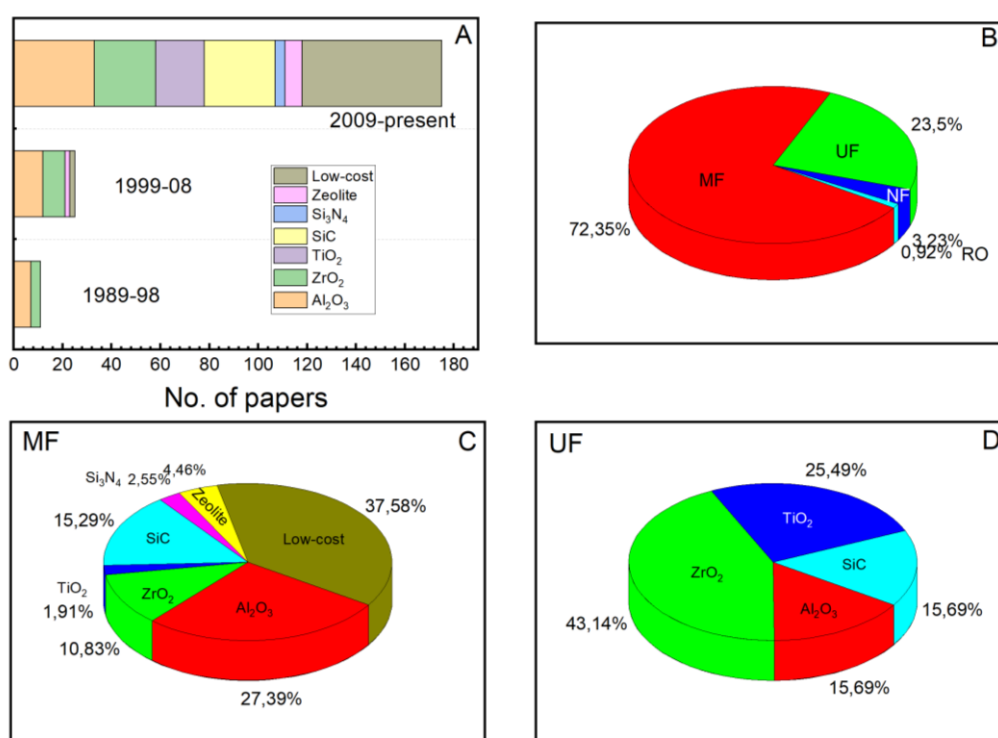 A
2009-present
1999-08
1989-98
Low-cost
Zeolite
Si₃N₄
SiC
TiO₂
ZrO₂
Al₂O₃
0 20 40 60 80 100 120 140 160 180
No. of papers
B
23,5%
UF
MF
NF
72,35%
3,23%
0,92% RO
MF
C
Si₃N₄ 2,55%
4,46%
Zeolite
37,58%
15,29%
SiC
Low-cost
TiO₂
1,91%
ZrO₂
Al₂O₃
10,83%
27,39%
UF
D
25,49%
TiO₂
ZrO₂
SiC
Al₂O₃
43,14%
15,69%
15,69%